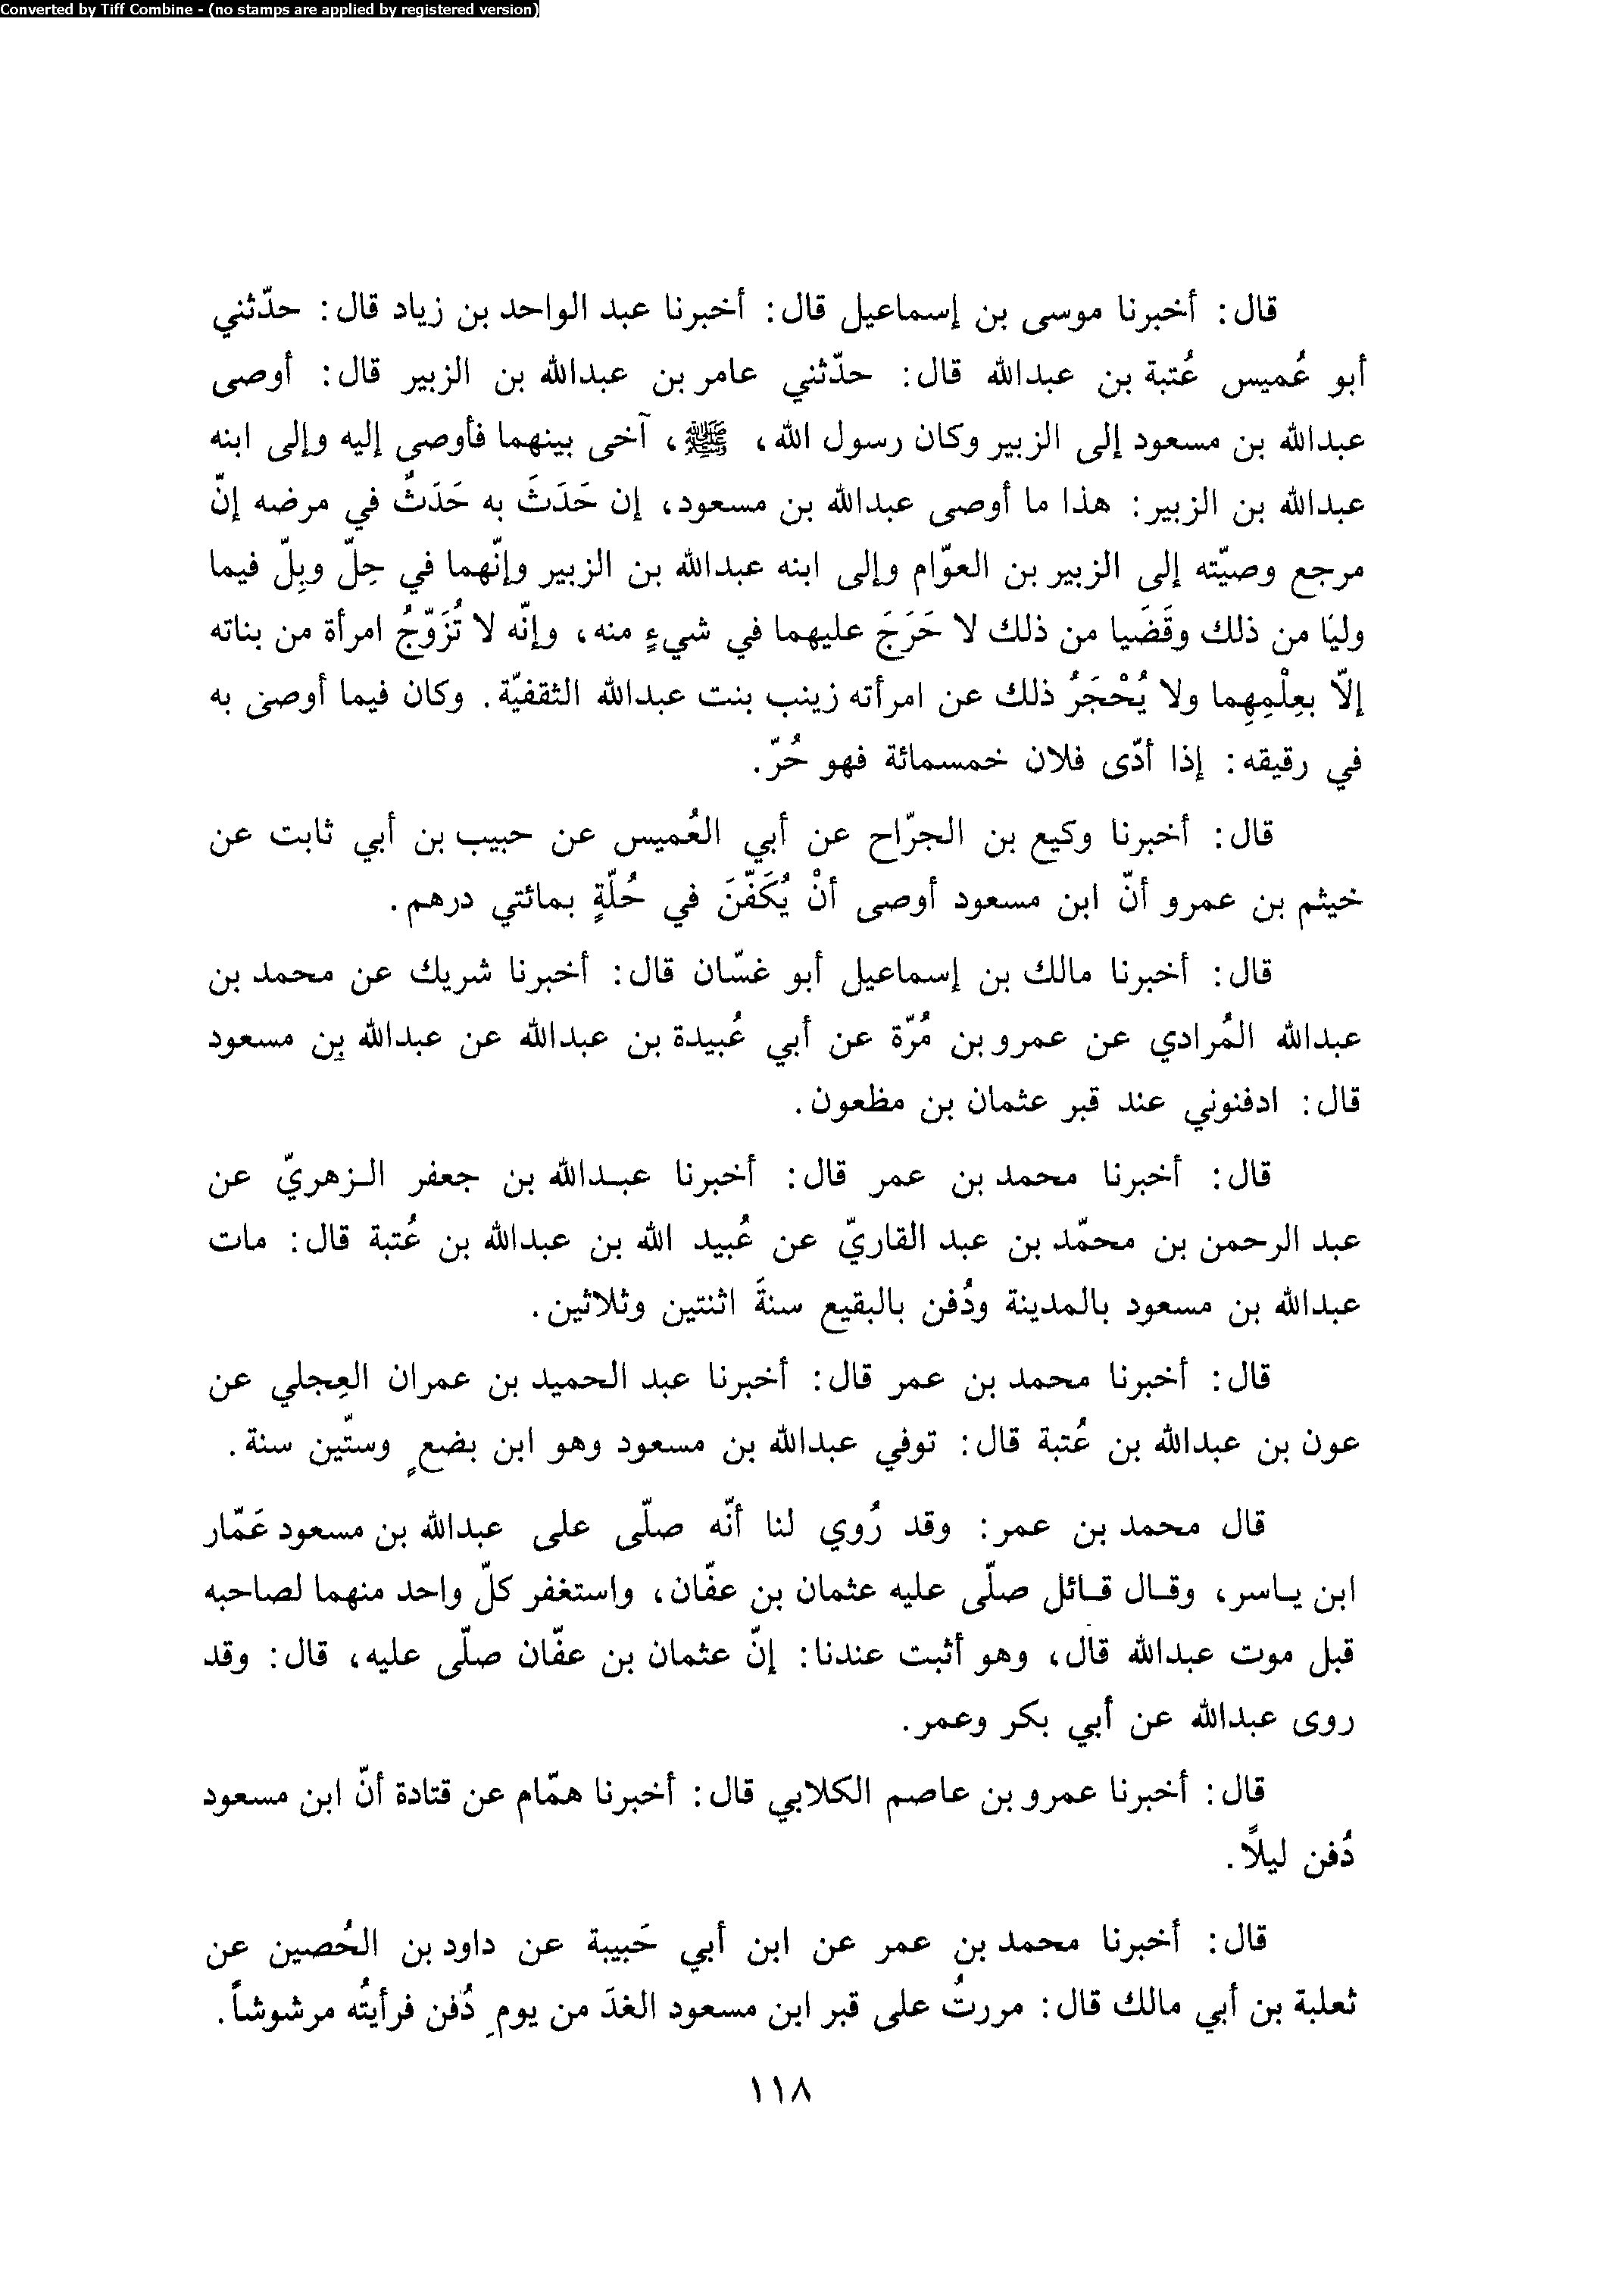 Converted by Tiff Combine - (no stamps are applied by registered version)
قال: أخبرنا موسى بن إسماعيل قال: أخبرنا عبد الواحد بن زياد قال: حدّثني
أبو عُميس عُتبة بن عبدالله قال: حدّثني عامر بن عبدالله بن الزبير قال: أوصى
عبدالله بن مسعود إلى الزبير وكان رسول الله، ﷺ، آخى بينهما فأوصى إليه وإلى ابنه
عبدالله بن الزبير: هذا ما أوصى عبدالله بن مسعود، إن حَدَثَ به حَدَثٌ في مرضه إنّ
مرجع وصيّته إلى الزبير بن العوّام وإلى ابنه عبدالله بن الزبير وإنّهما في حِلّ وبِلّ فيما
وليَا من ذلك وقَضَيا من ذلك لا حَرَجَ عليهما في شيءٍ منه، وإنّه لا تُزَوّجُ امرأة من بناته
إلاّ بعِلْمِهِما ولا يُحْجَرُ ذلك عن امرأته زينب بنت عبدالله الثقفيّة. وكان فيما أوصى به
في رقيقه: إذا أدّى فلان خمسمائة فهو حُرّ.
قال: أخبرنا وكيع بن الجرّاح عن أبي العُميس عن حبيب بن أبي ثابت عن
خيثم بن عمرو أنّ ابن مسعود أوصى أنْ يُكَفّنَ في حُلّةٍ بمائتي درهم.
قال: أخبرنا مالك بن إسماعيل أبو غسّان قال: أخبرنا شريك عن محمد بن
عبدالله المُرادي عن عمرو بن مُرّة عن أبي عُبيدة بن عبدالله عن عبدالله بن مسعود
قال: ادفنوني عند قبر عثمان بن مظعون.
قال: أخبرنا محمد بن عمر قال: أخبرنا عبدالله بن جعفر الزهريّ عن
عبد الرحمن بن محمّد بن عبد القاريّ عن عُبيد الله بن عبدالله بن عُتبة قال: مات
عبدالله بن مسعود بالمدينة ودُفن بالبقيع سنةَ اثنتين وثلاثين.
قال: أخبرنا محمد بن عمر قال: أخبرنا عبد الحميد بن عمران العِجلي عن
عون بن عبدالله بن عُتبة قال: توفي عبدالله بن مسعود وهو ابن بضعٍ وستّين سنة.
قال محمد بن عمر: وقد رُوي لنا أنّه صلّى على عبدالله بن مسعود عَمّار
ابن ياسر، وقال قائل صلّى عليه عثمان بن عفّان، واستغفر كلّ واحد منهما لصاحبه
قبل موت عبدالله قال، وهو أثبت عندنا: إنّ عثمان بن عفّان صلّى عليه، قال: وقد
روى عبدالله عن أبي بكر وعمر.
قال: أخبرنا عمرو بن عاصم الكلابي قال: أخبرنا همّام عن قتادة أنّ ابن مسعود
دُفن ليلاً.
قال: أخبرنا محمد بن عمر عن ابن أبي حَبيبة عن داود بن الحُصين عن
ثعلبة بن أبي مالك قال: مررتُ على قبر ابن مسعود الغدَ من يومِ دُفن فرأيتُه مرشوشاً.
١١٨